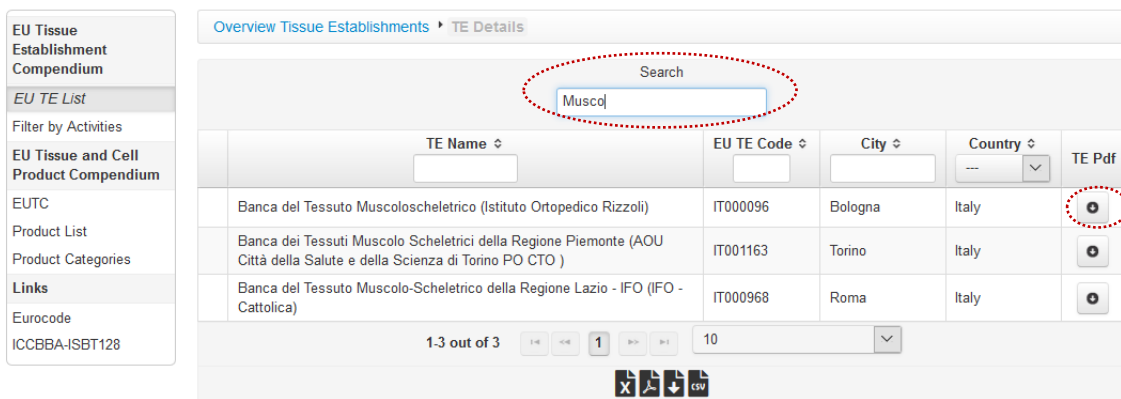 EU Tissue
Establishment
Compendium
EU TE List
Filter by Activities
EU Tissue and Cell
Product Compendium
EUTC
Product List
Product Categories
Links
Eurocode
ICCBBA-ISBT128
Overview Tissue Establishments TE Details
Search
Musco
TE Name EU TE Code City Country TE Pdf
---
Banca del Tessuto Muscoloscheletrico (Istituto Ortopedico Rizzoli) IT000096 Bologna Italy
Banca dei Tessuti Muscolo Scheletrici della Regione Piemonte (AOU
Città della Salute e della Scienza di Torino PO CTO ) IT001163 Torino Italy
Banca del Tessuto Muscolo-Scheletrico della Regione Lazio - IFO (IFO -
Cattolica) IT000968 Roma Italy
1-3 out of 3 1 10
X CSV